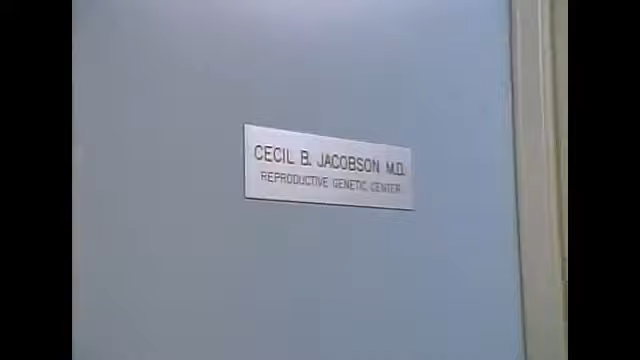 CECIL B. JACOBSON M.D.
REPRODUCTIVE GENETIC CENTER